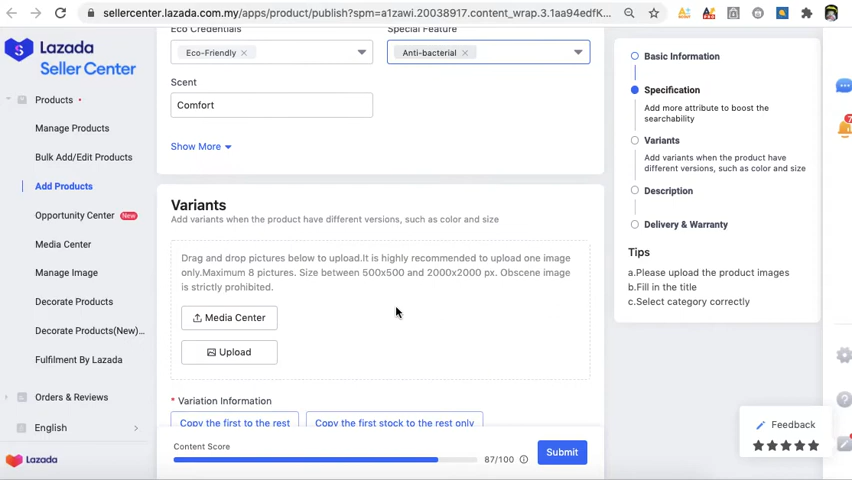 sellercenter.lazada.com.my/apps/product/publish?spm=a1zawi.20038917.content_wrap.3.1aa94edfK...
Lazada
Seller Center
Products
Manage Products
Bulk Add/Edit Products
Add Products
Opportunity Center New
Media Center
Manage Image
Decorate Products
Decorate Products(New)...
Fulfilment By Lazada
Orders & Reviews
English
Lazada
Eco Credentials
Special Feature
Eco-Friendly ×
Anti-bacterial ×
Scent
Comfort
Show More
Variants
Add variants when the product have different versions, such as color and size
Drag and drop pictures below to upload.It is highly recommended to upload one image
only.Maximum 8 pictures. Size between 500x500 and 2000x2000 px. Obscene image
is strictly prohibited.
Media Center
Upload
* Variation Information
Copy the first to the rest
Copy the first stock to the rest only
Content Score
87/100
Submit
Basic Information
Specification
Add more attribute to boost the
searchability
Variants
Add variants when the product have
different versions, such as color and size
Description
Delivery & Warranty
Tips
a.Please upload the product images
b.Fill in the title
c.Select category correctly
Feedback